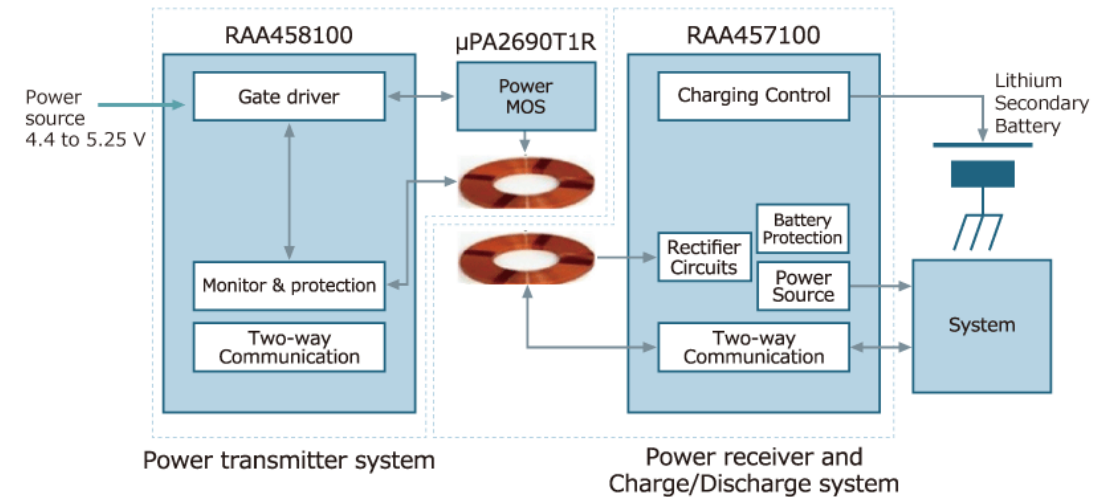 RAA458100
µPA2690T1R
RAA457100
Power
source
4.4 to 5.25 V
Gate driver
Power
MOS
Charging Control
Lithium
Secondary
Battery
Battery
Protection
Rectifier
Circuits
Power
Source
Monitor & protection
Two-way
Communication
Two-way
Communication
System
Power transmitter system
Power receiver and
Charge/Discharge system